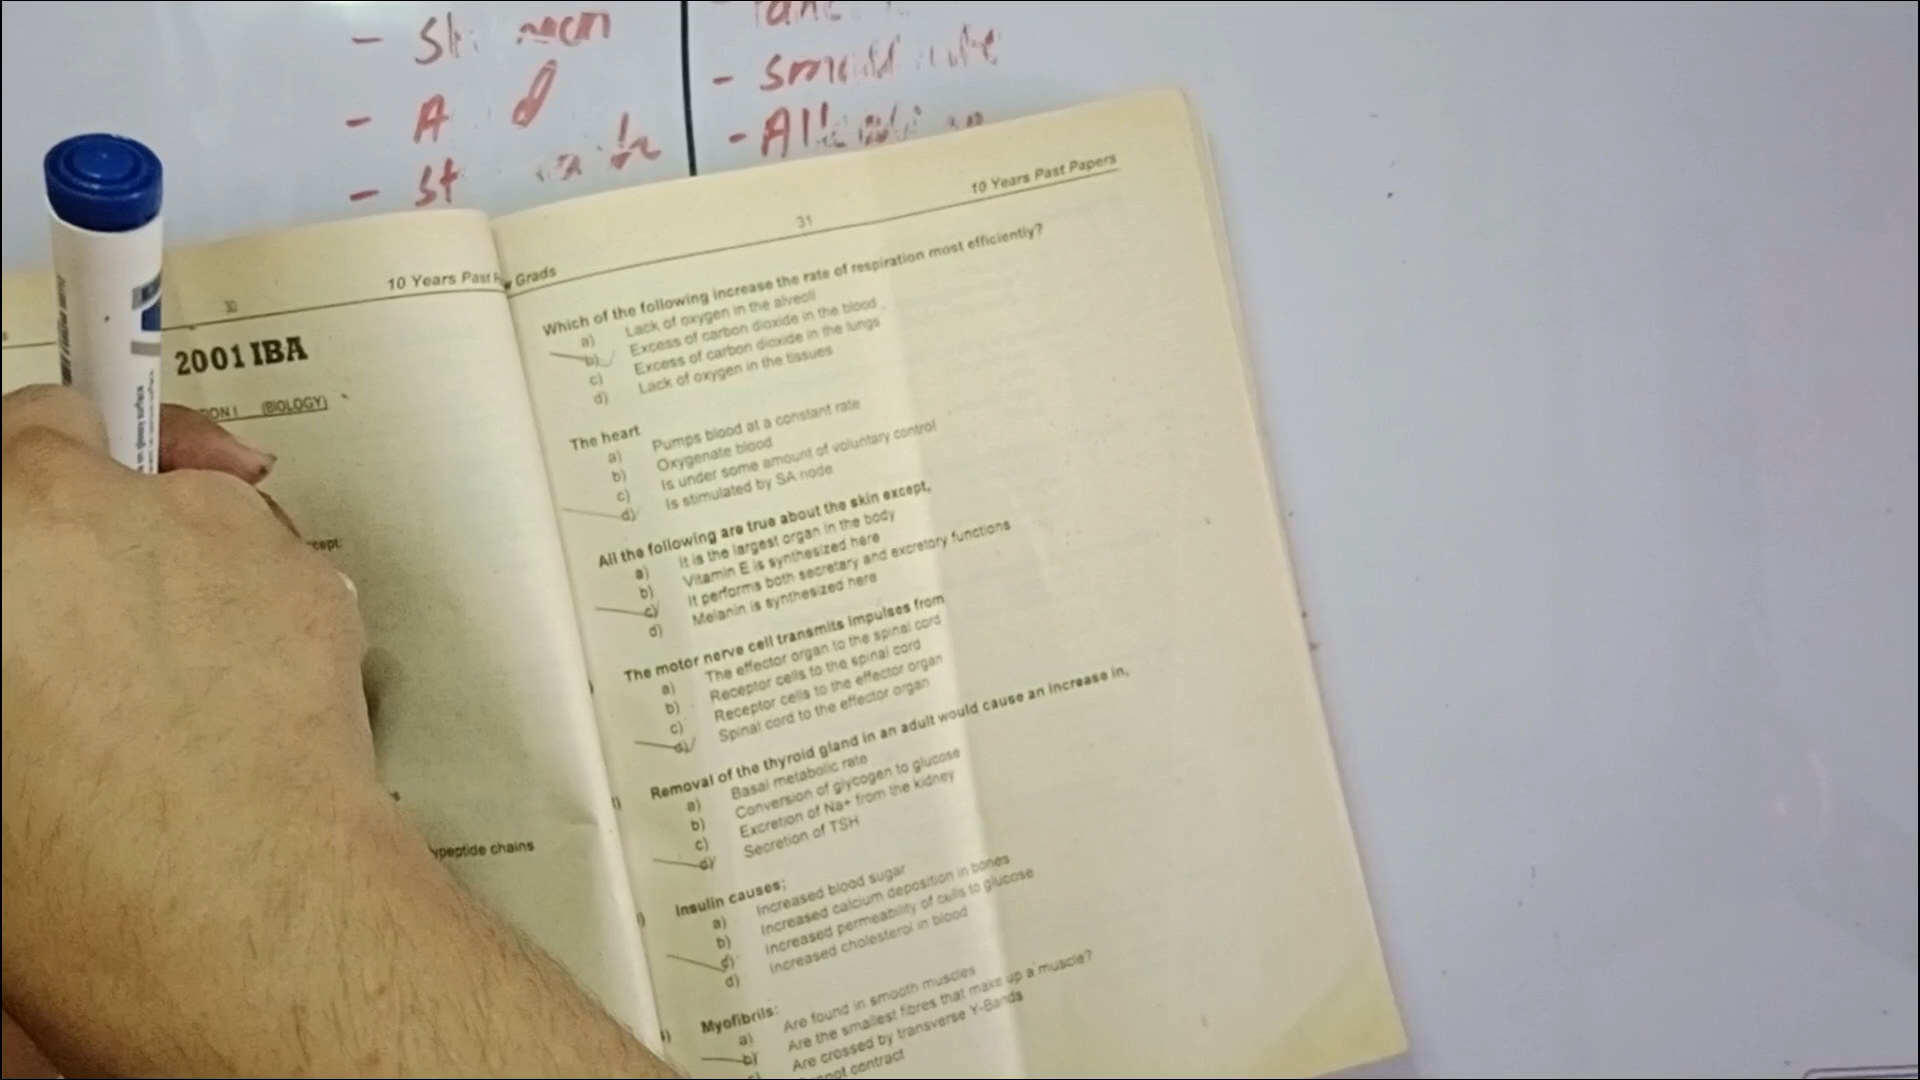 - A
- St
- Small
10 Years Past
30
2001 IBA
(BIOLOGY)
ypeptide chains
Grads
31
10 Years Past Papers
Which of the following increase the rate of respiration most efficiently?
a) Lack of oxygen in the alveoli
b) Excess of carbon dioxide in the blood
c) Excess of carbon dioxide in the lungs
d) Lack of oxygen in the tissues
The heart
a) Pumps blood at a constant rate
b) Oxygenate blood
c) Is under some amount of voluntary control
d) Is stimulated by SA node
All the following are true about the skin except,
a) It is the largest organ in the body
b) Vitamin E is synthesized here
c) It performs both secretary and excretory functions
d) Melanin is synthesized here
The motor nerve cell transmits impulses from
a) The effector organ to the spinal cord
b) Receptor cells to the spinal cord
c) Receptor cells to the effector organ
d) Spinal cord to the effector organ
Removal of the thyroid gland in an adult would cause an increase in,
a) Basal metabolic rate
b) Conversion of glycogen to glucose
c) Excretion of Na+ from the kidney
d) Secretion of TSH
Insulin causes;
a) Increased blood sugar
b) Increased calcium deposition in bones
c) Increased permeability of cells to glucose
d) Increased cholesterol in blood
Myofibrils:
a) Are found in smooth muscles
b) Are the smallest fibres that make up a muscle?
c) Are crossed by transverse Y-Bands
contract